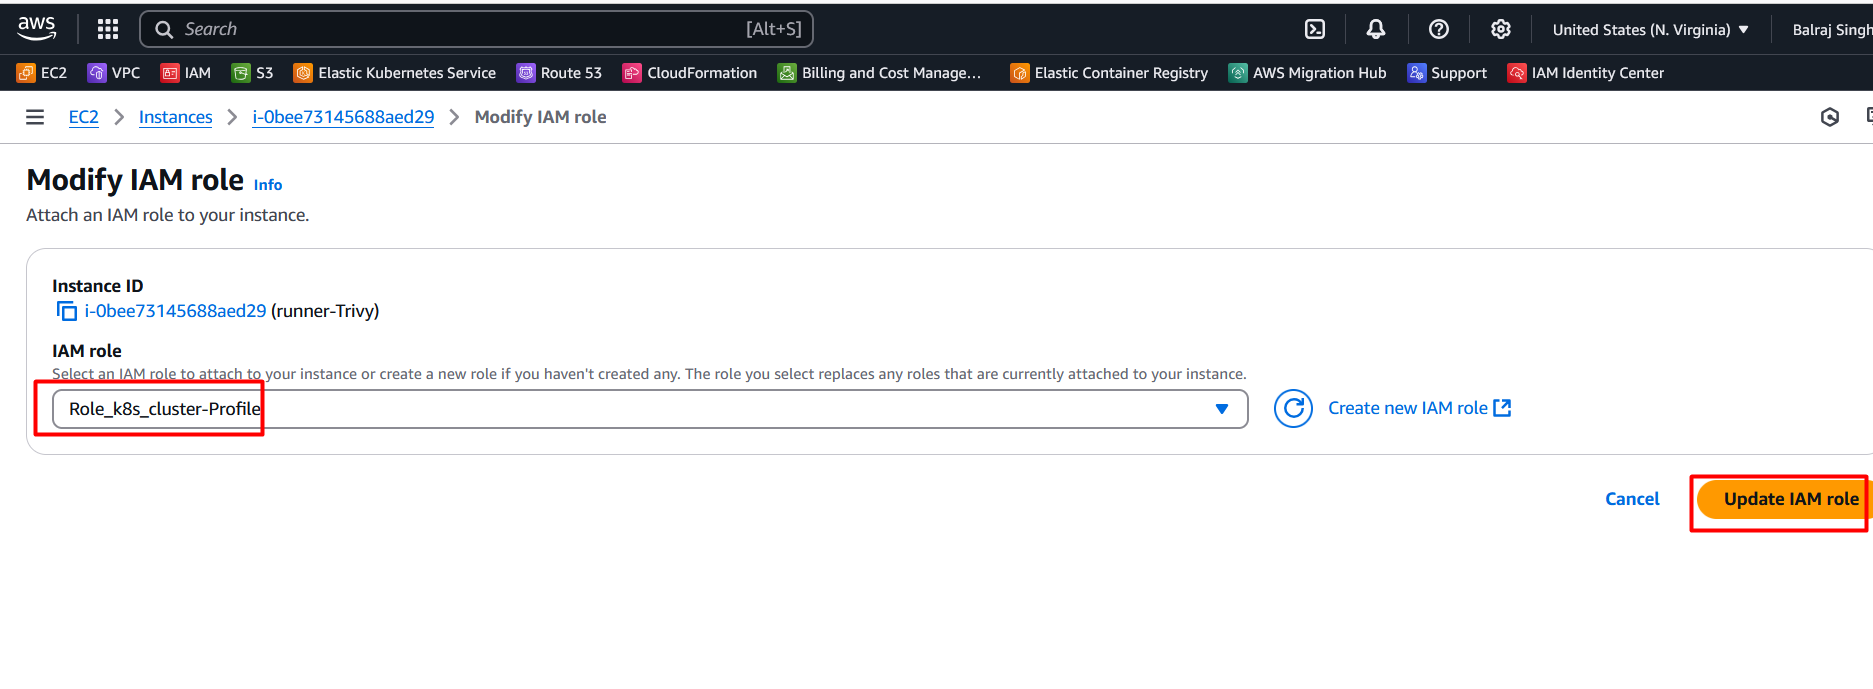 aws
Search [Alt+S] United States (N. Virginia) Balraj Singh
EC2 VPC IAM S3 Elastic Kubernetes Service Route 53 CloudFormation Billing and Cost Manage... Elastic Container Registry AWS Migration Hub Support IAM Identity Center
EC2 Instances i-0bee73145688aed29 Modify IAM role
Modify IAM role Info
Attach an IAM role to your instance.
Instance ID
i-0bee73145688aed29 (runner-Trivy)
IAM role
Select an IAM role to attach to your instance or create a new role if you haven't created any. The role you select replaces any roles that are currently attached to your instance.
Role_k8s_cluster-Profile Create new IAM role
Cancel Update IAM role